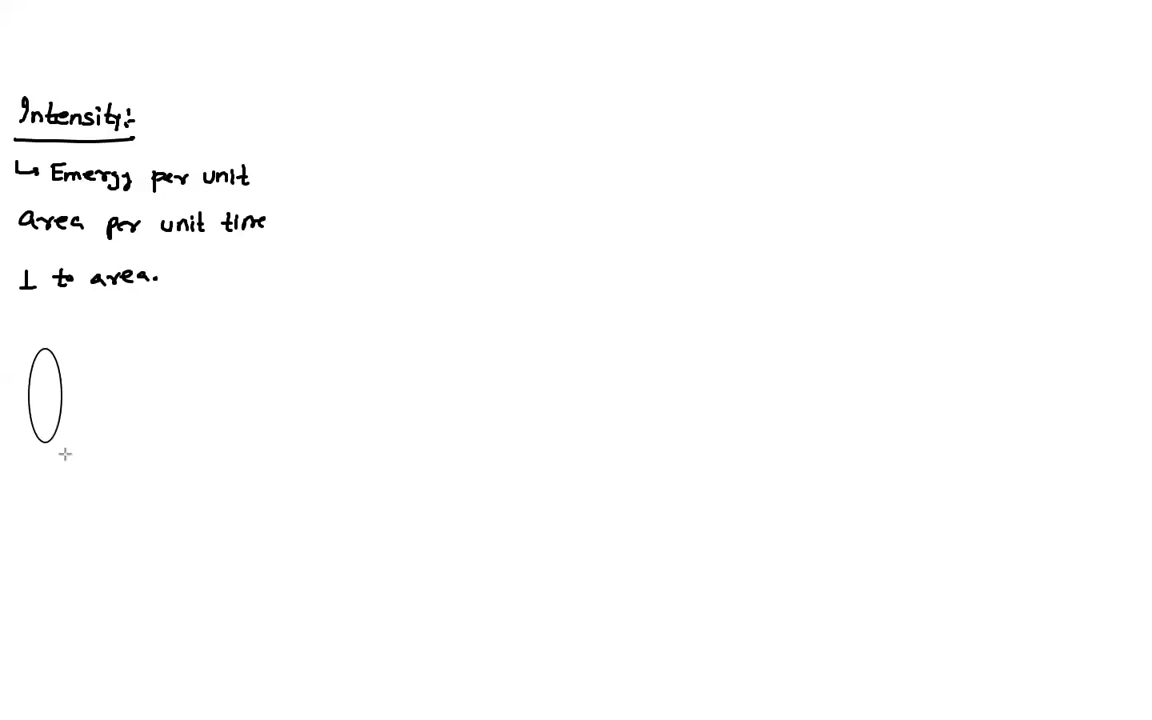 Intensity:-
↳ Energy per unit
area per unit time
⊥ to area.